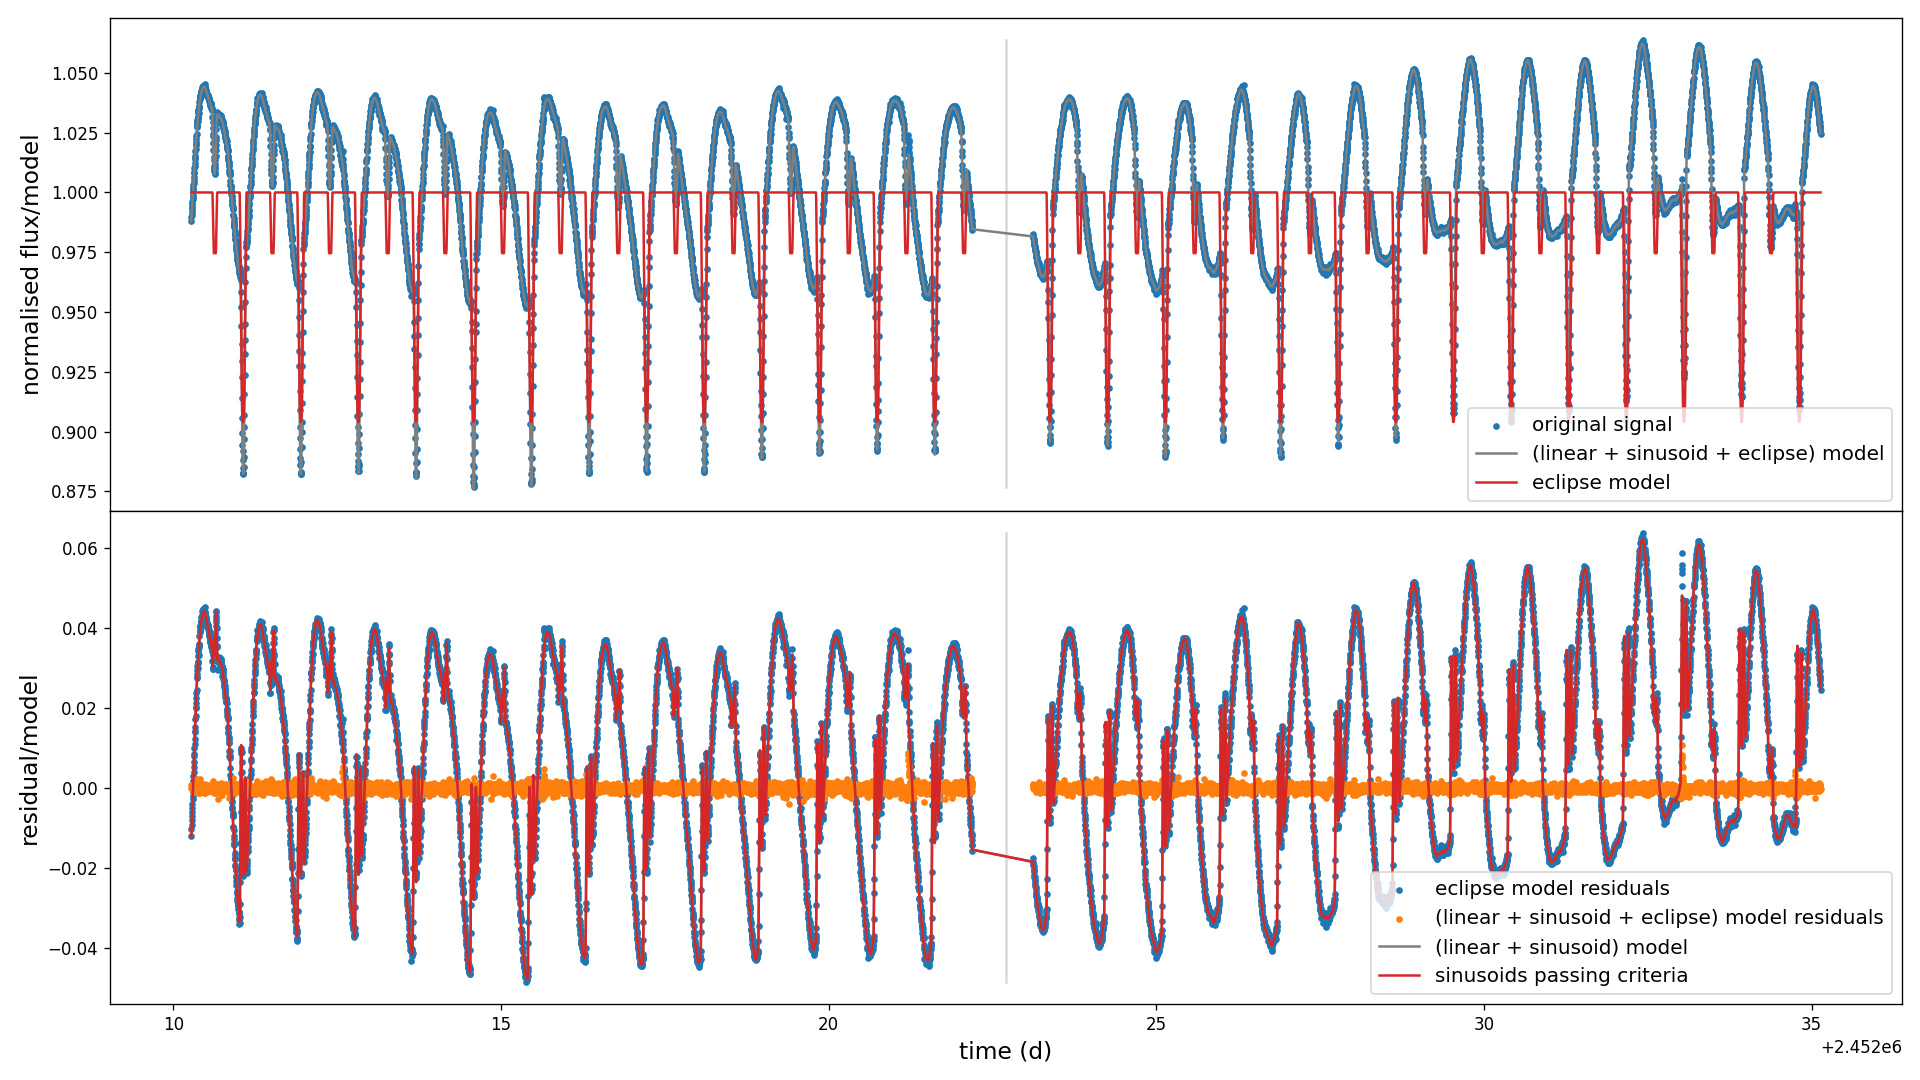 normalised flux/model
1.050
1.025
1.000
0.975
0.950
0.925
0.900
0.875
original signal
(linear + sinusoid + eclipse) model
eclipse model
residual/model
0.06
0.04
0.02
0.00
−0.02
−0.04
eclipse model residuals
(linear + sinusoid + eclipse) model residuals
(linear + sinusoid) model
sinusoids passing criteria
10 15 20 25 30 35
time (d)
+2.452e6